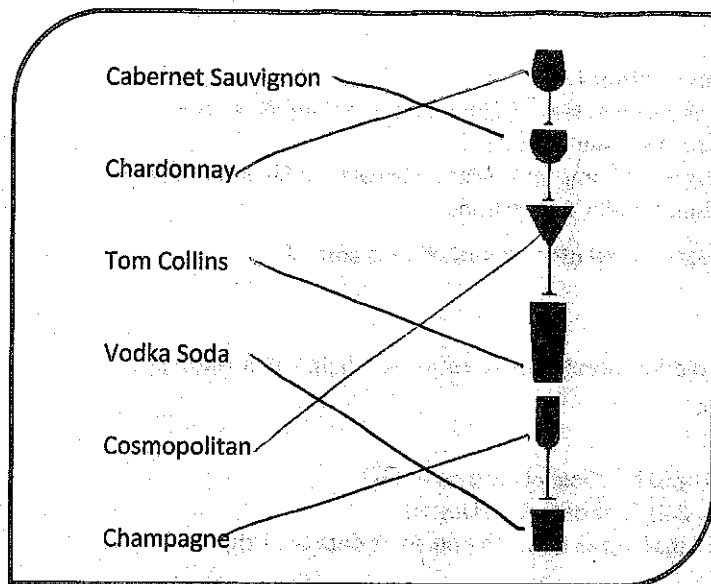 Cabernet Sauvignon
Chardonnay
Tom Collins
Vodka Soda
Cosmopolitan
Champagne